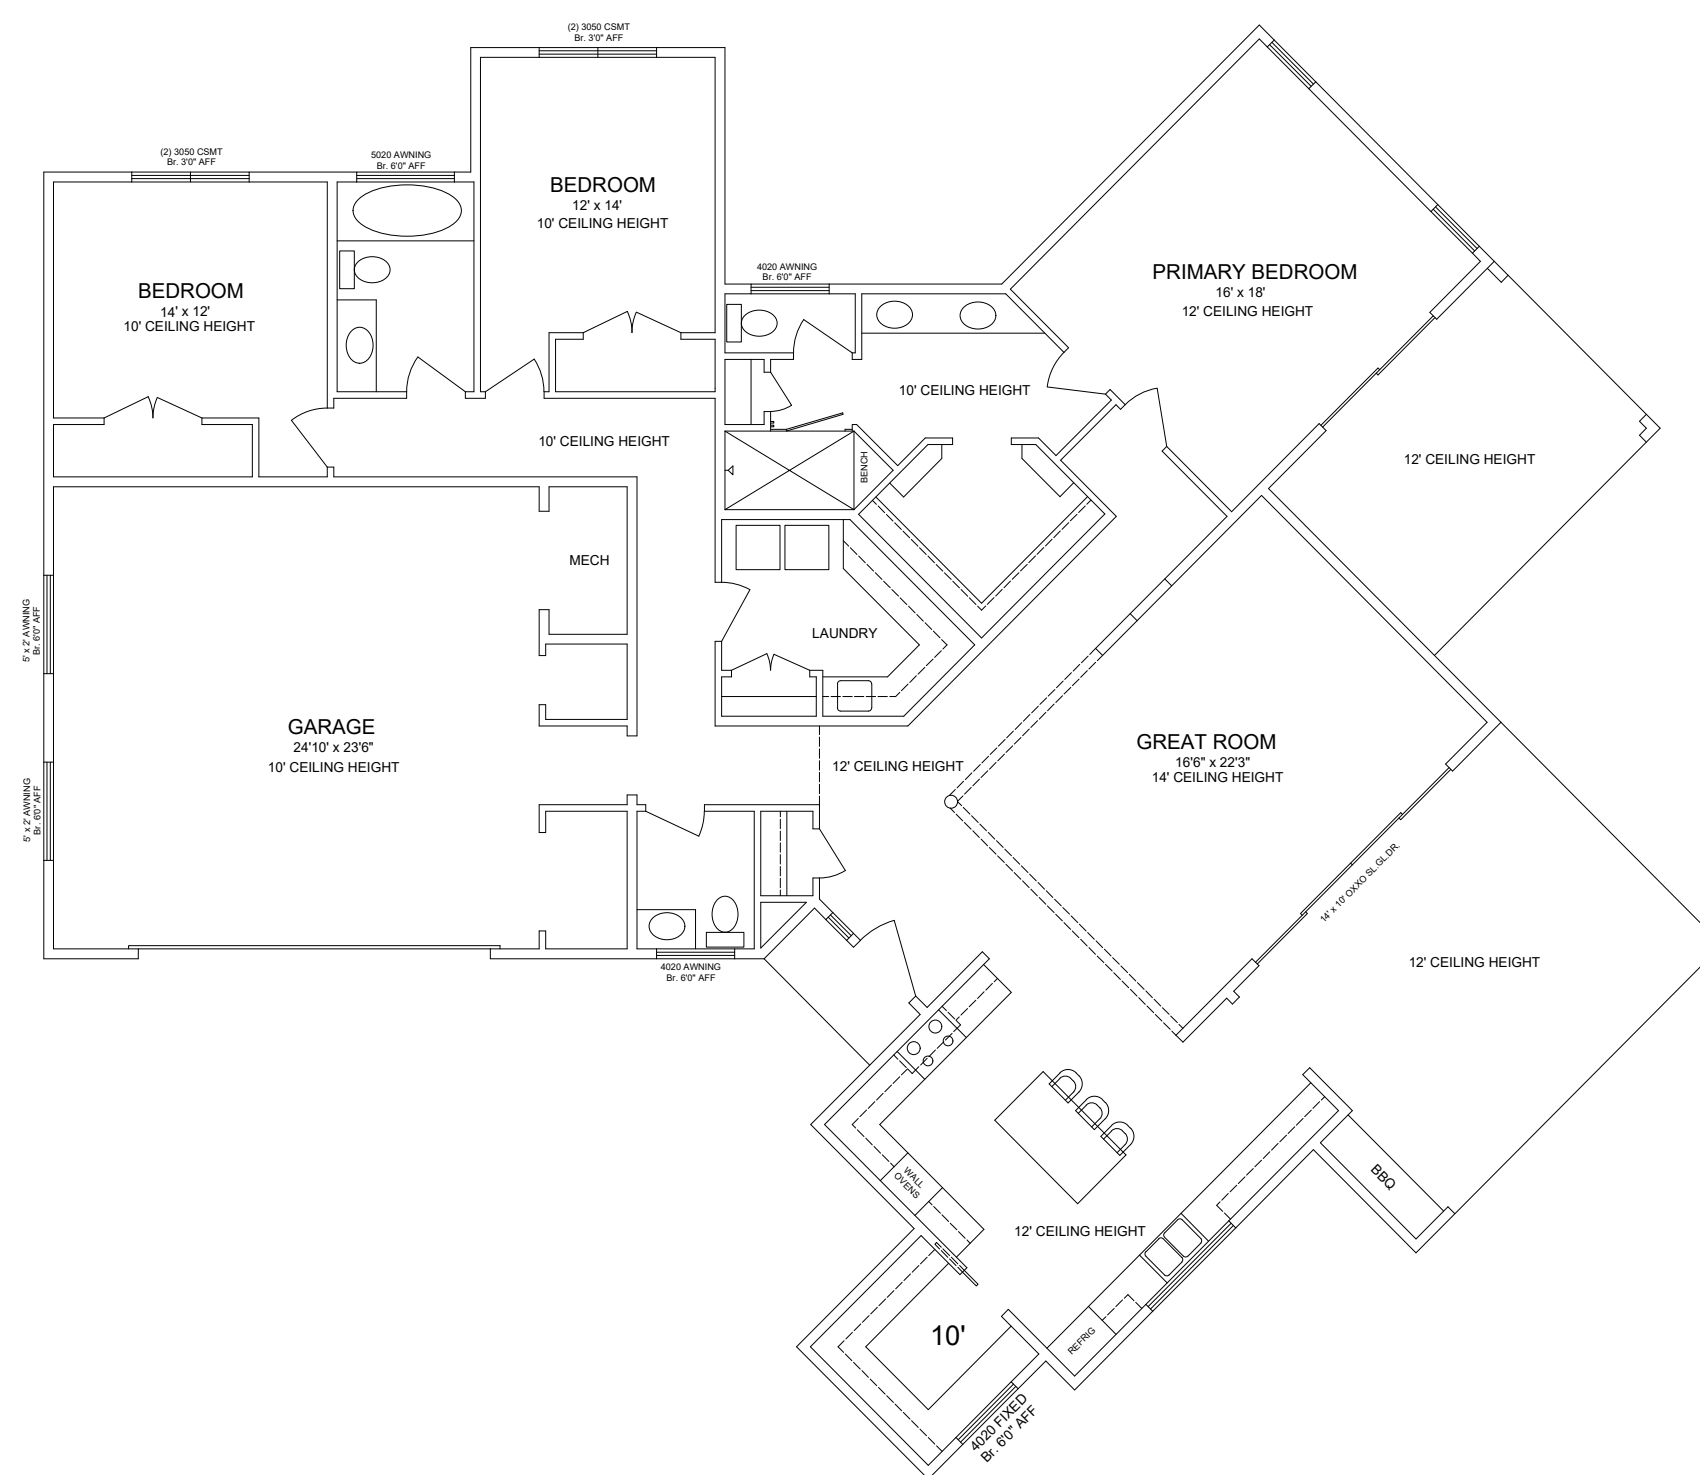 (2) 3050 CSMT
Br. 3'0" AFF
(2) 3050 CSMT
Br. 3'0" AFF
5020 AWNING
Br. 6'0" AFF
BEDROOM
12' x 14'
10' CEILING HEIGHT
BEDROOM
14' x 12'
10' CEILING HEIGHT
4020 AWNING
Br. 6'0" AFF
PRIMARY BEDROOM
16' x 18'
12' CEILING HEIGHT
10' CEILING HEIGHT
10' CEILING HEIGHT
BENCH
12' CEILING HEIGHT
MECH
5' x 2' AWNING
Br. 6'0" AFF
LAUNDRY
GARAGE
24'10' x 23'6"
10' CEILING HEIGHT
5' x 2' AWNING
Br. 6'0" AFF
12' CEILING HEIGHT
GREAT ROOM
16'6" x 22'3"
14' CEILING HEIGHT
14' x 10' OXXO SL.GL.DR.
4020 AWNING
Br. 6'0" AFF
12' CEILING HEIGHT
WALL
OVENS
BBQ
12' CEILING HEIGHT
10'
REFRIG
4020 FIXED
Br. 6'0" AFF